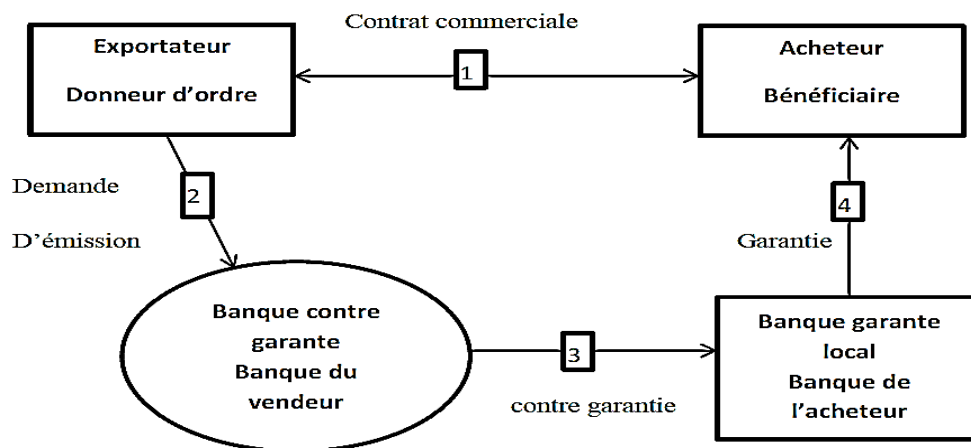 Contrat commerciale
Exportateur
Donneur d'ordre
1
Acheteur
Bénéficiaire
Demande
D'émission
2
4
Garantie
Banque contre
garante
Banque du
vendeur
3
contre garantie
Banque garante
local
Banque de
l'acheteur